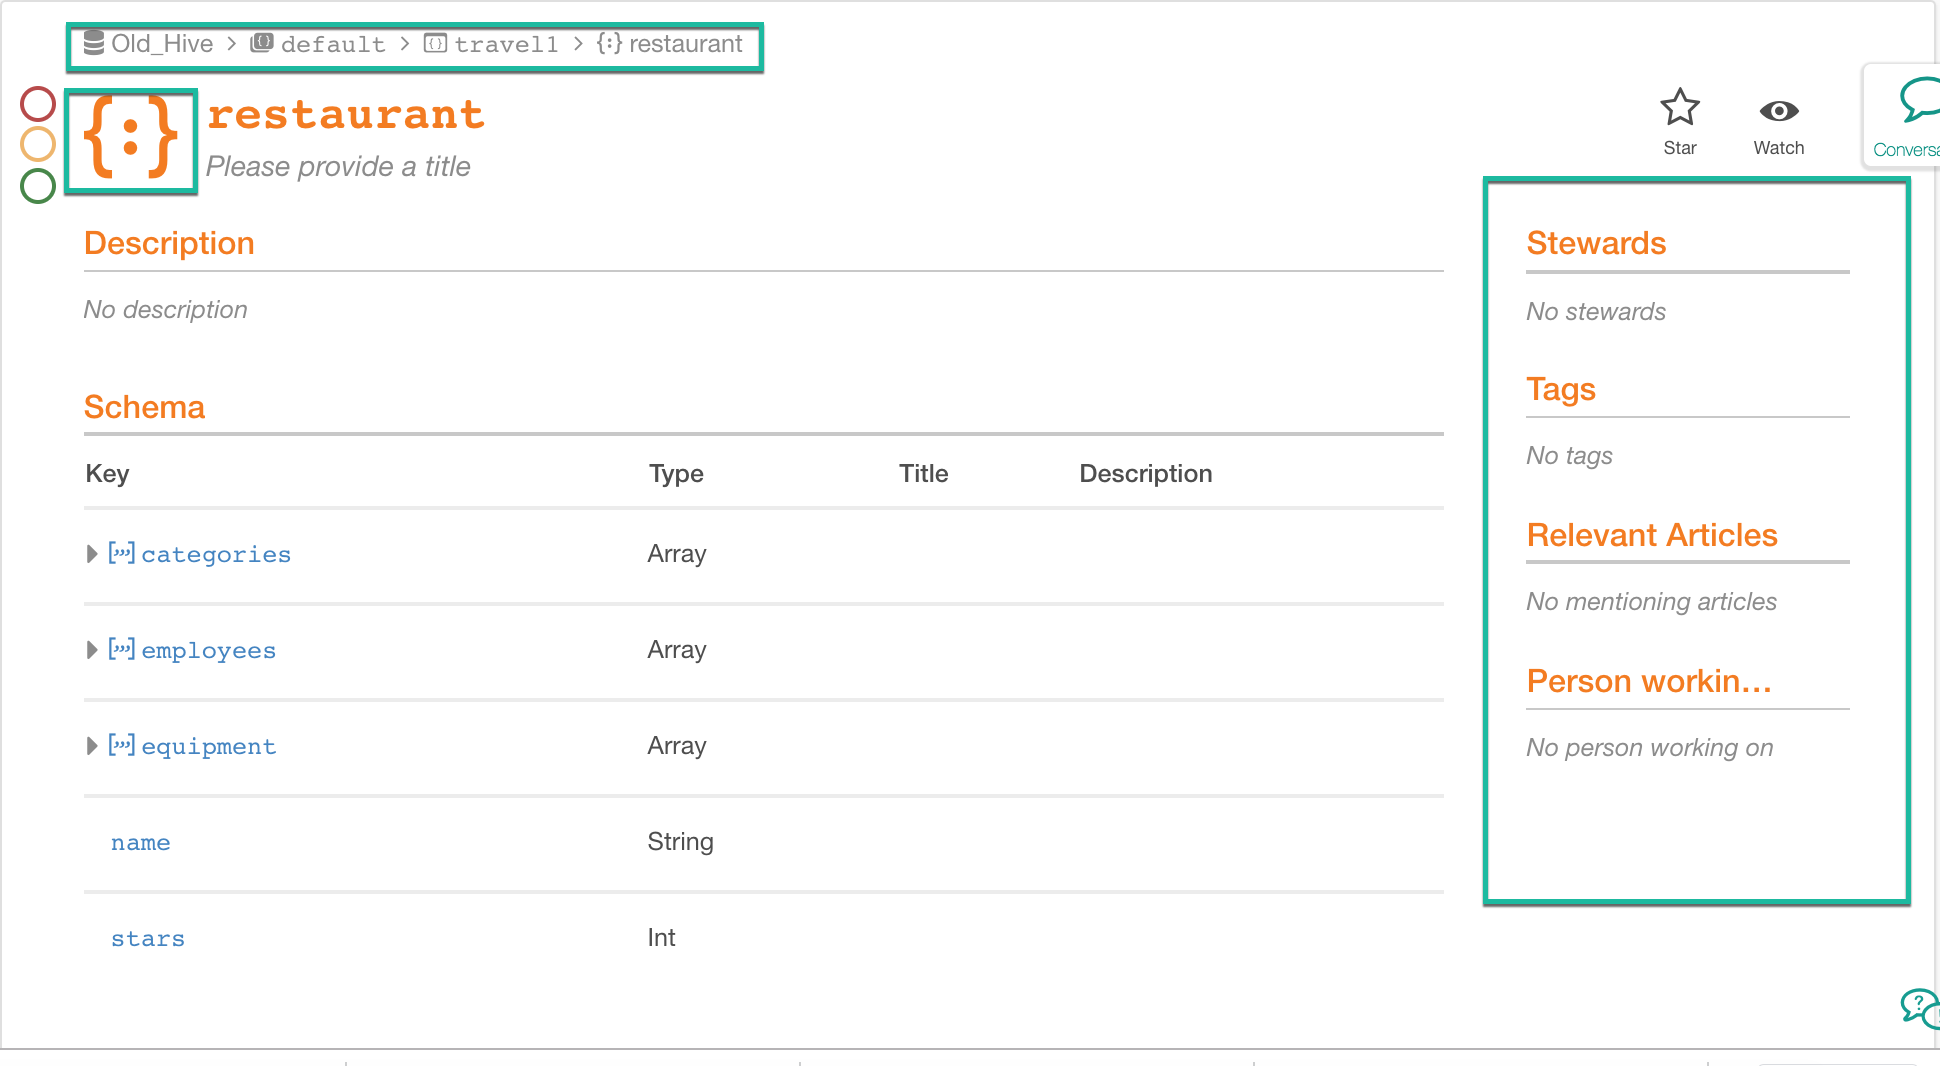 Old_Hive > default > travel1 > {:} restaurant
{:} restaurant
Please provide a title
Star
Watch
Description
No description
Schema
Key Type Title Description
categories Array
employees Array
equipment Array
name String
stars Int
Stewards
No stewards
Tags
No tags
Relevant Articles
No mentioning articles
Person workin...
No person working on